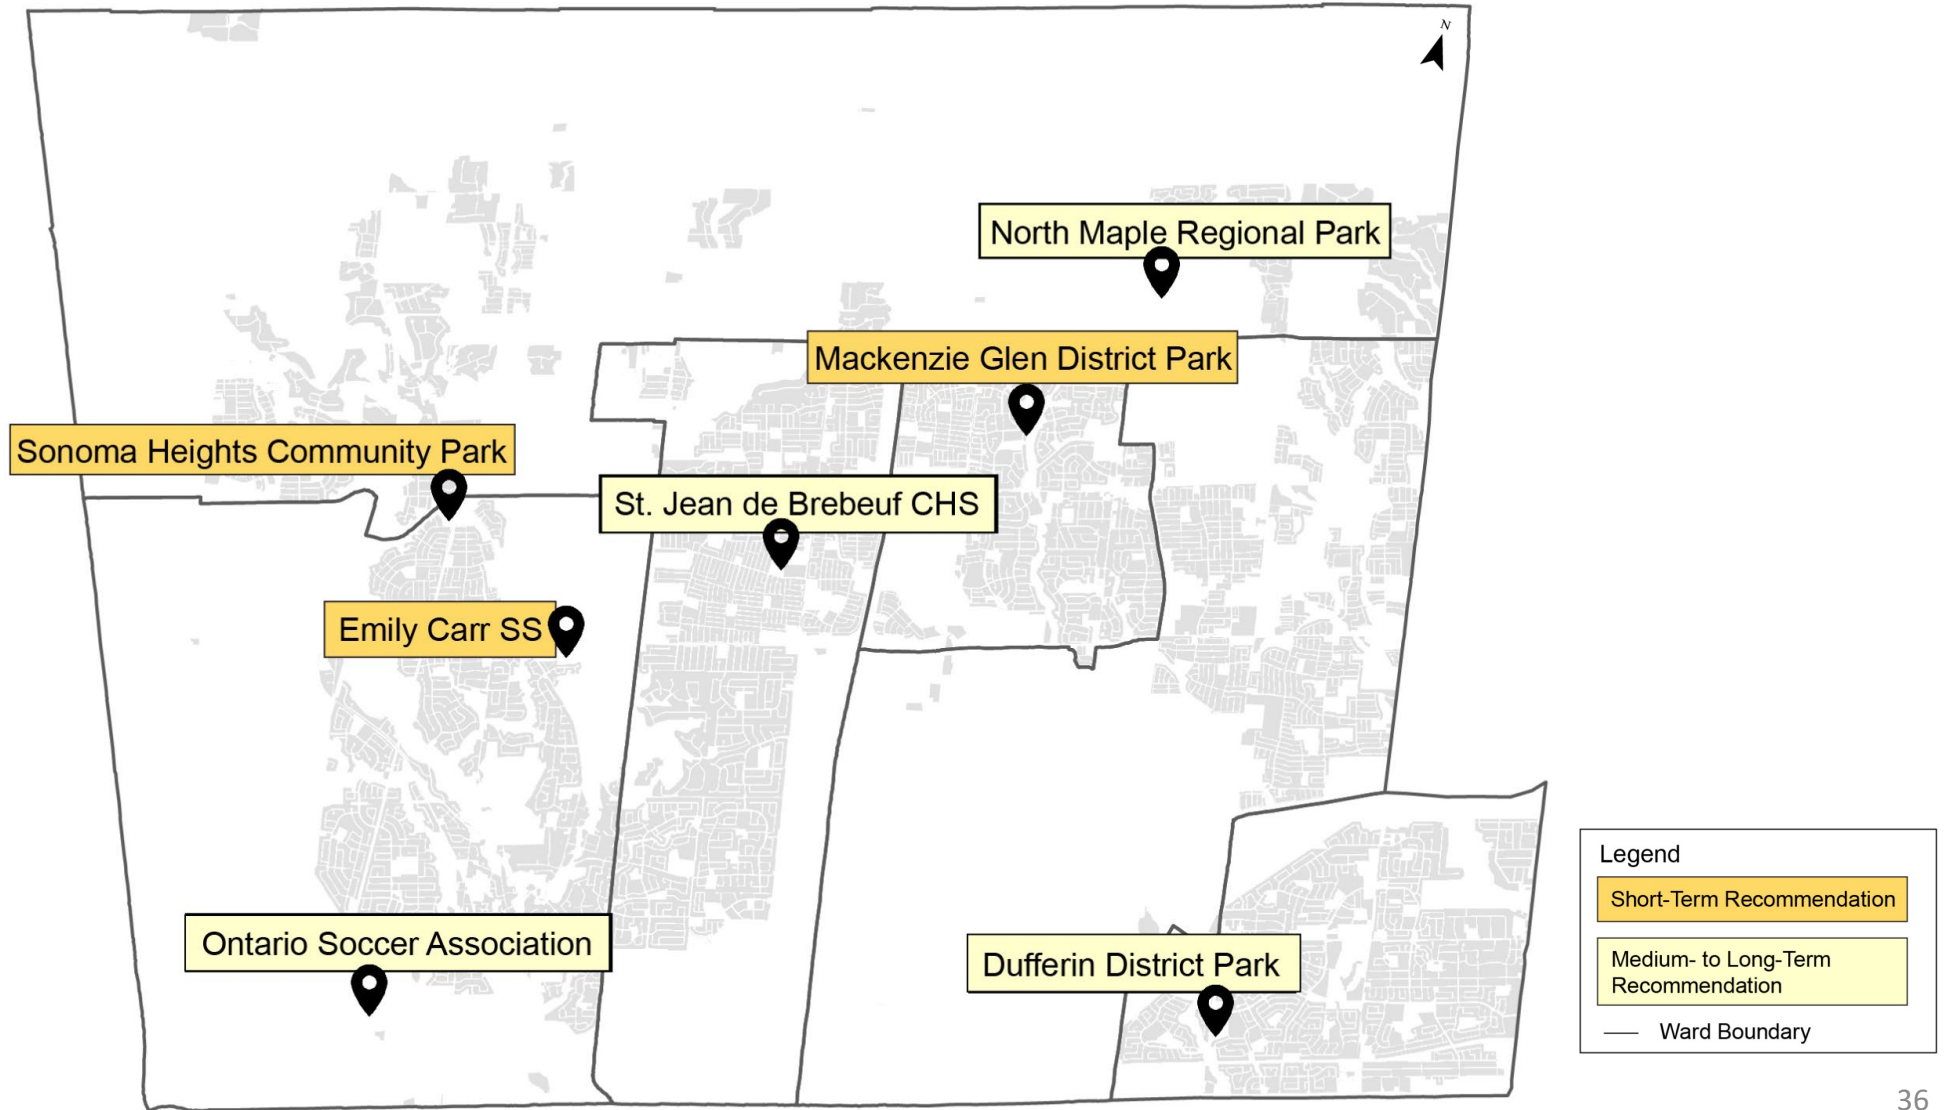 N
North Maple Regional Park
Mackenzie Glen District Park
Sonoma Heights Community Park
St. Jean de Brebeuf CHS
Emily Carr SS
Ontario Soccer Association
Dufferin District Park
Legend
Short-Term Recommendation
Medium- to Long-Term
Recommendation
Ward Boundary
36